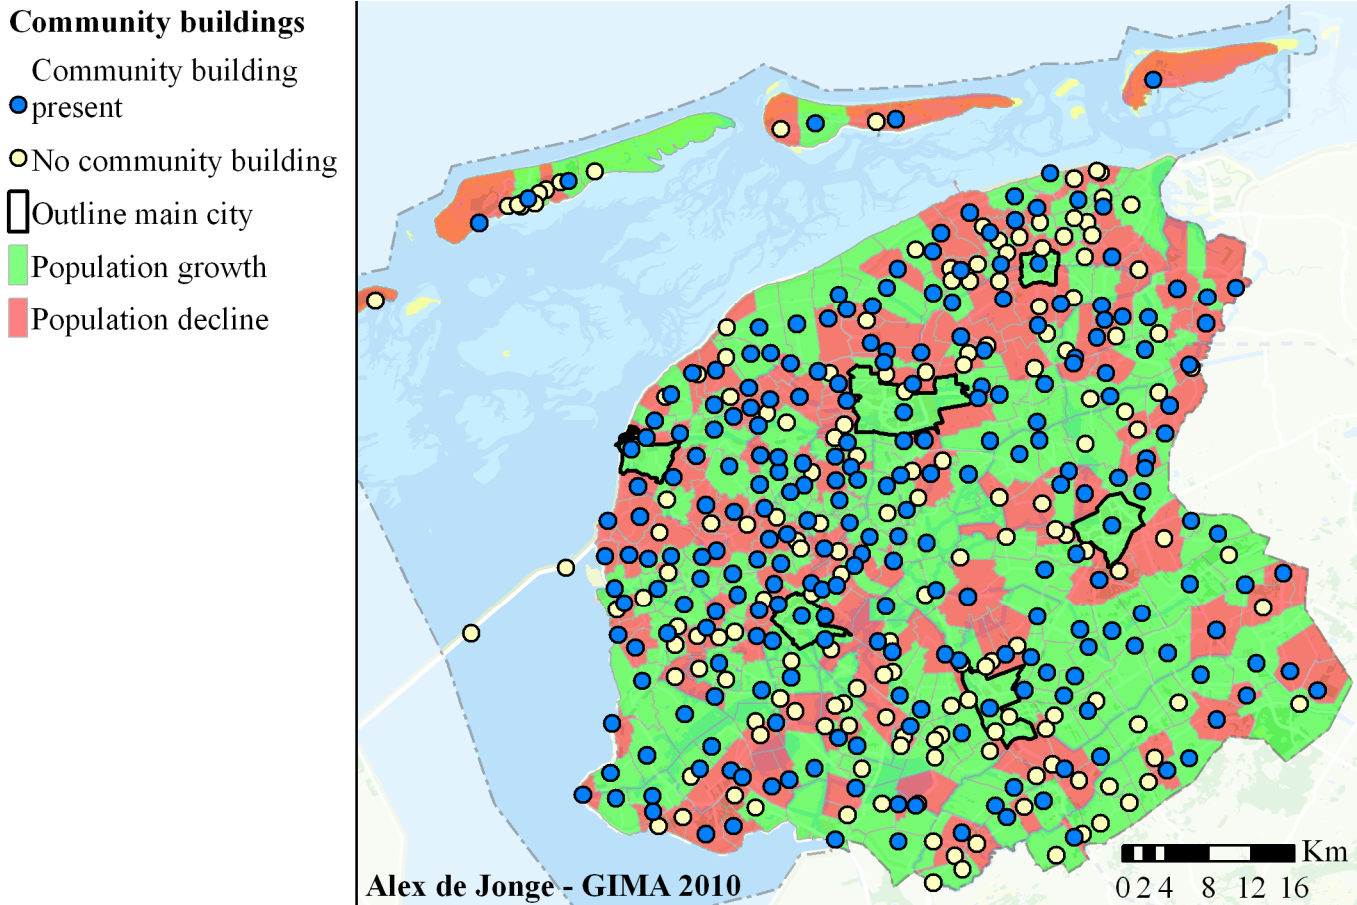 Community buildings
Community building
present
No community building
Outline main city
Population growth
Population decline
Km
0 2 4 8 12 16
Alex de Jonge - GIMA 2010